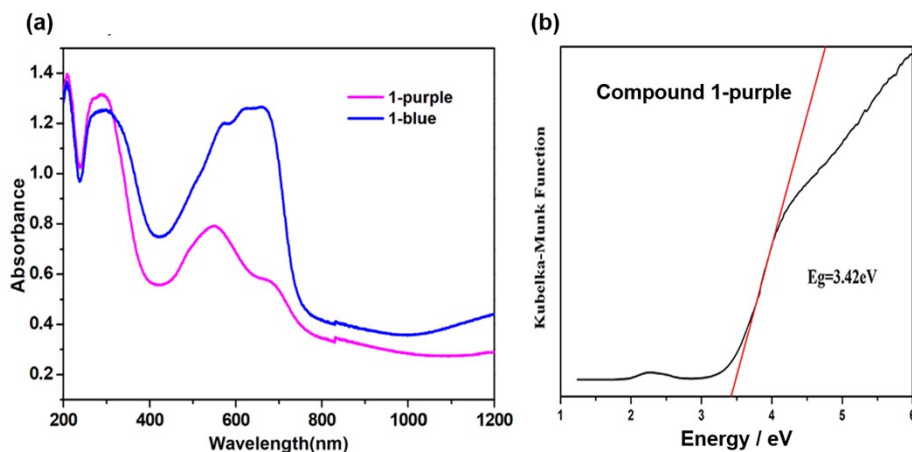 (a)
1-purple
1-blue
Absorbance
1.4
1.2
1.0
0.8
0.6
0.4
0.2
200
400
600
800
1000
1200
Wavelength(nm)
(b)
Compound 1-purple
Kubelka-Munk Function
Eg=3.42eV
1
2
3
4
5
6
Energy / eV